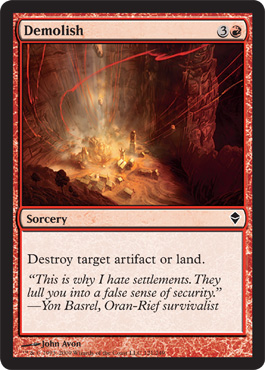 Demolish 3
Sorcery
Destroy target artifact or land.
“This is why I hate settlements. They
lull you into a false sense of security.”
—Yon Basrel, Oran-Rief survivalist
John Avon